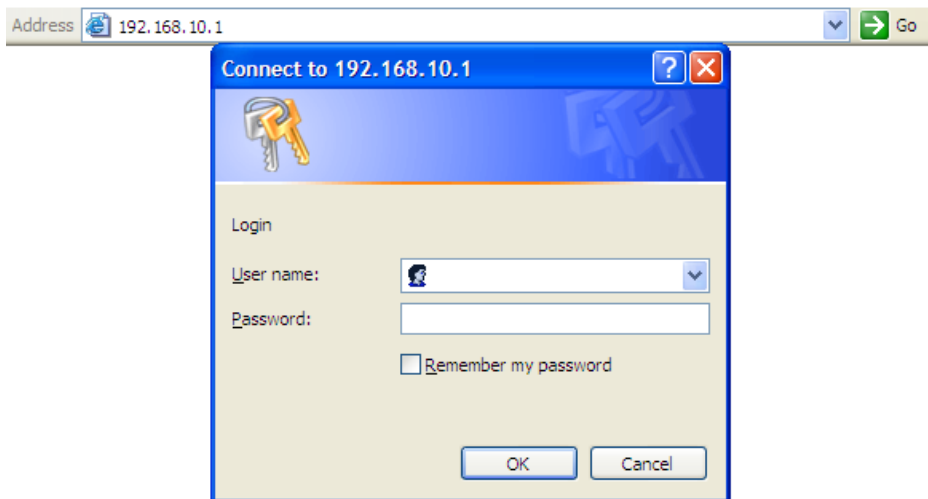 Address 192.168.10.1 Go
Connect to 192.168.10.1 ?
Login
User name:
Password:
Remember my password
OK Cancel